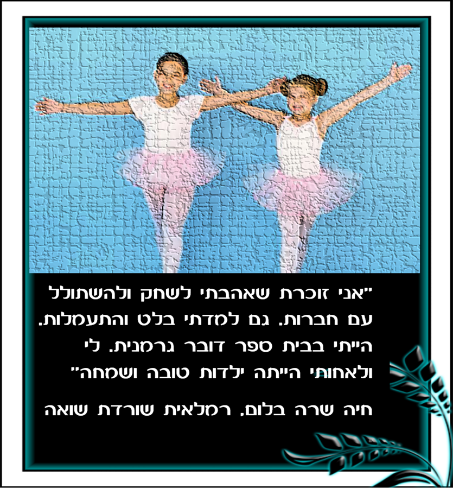 "אני זוכרת שאהבתי לשחק ולהשתולל
עם חברות. גם למדתי בלט והתעמלות.
הייתי בבית ספר דובר גרמנית. לי
ולאחותי הייתה ילדות טובה ושמחה"
חיה שרה בלום. רמלאית שורדת שואה